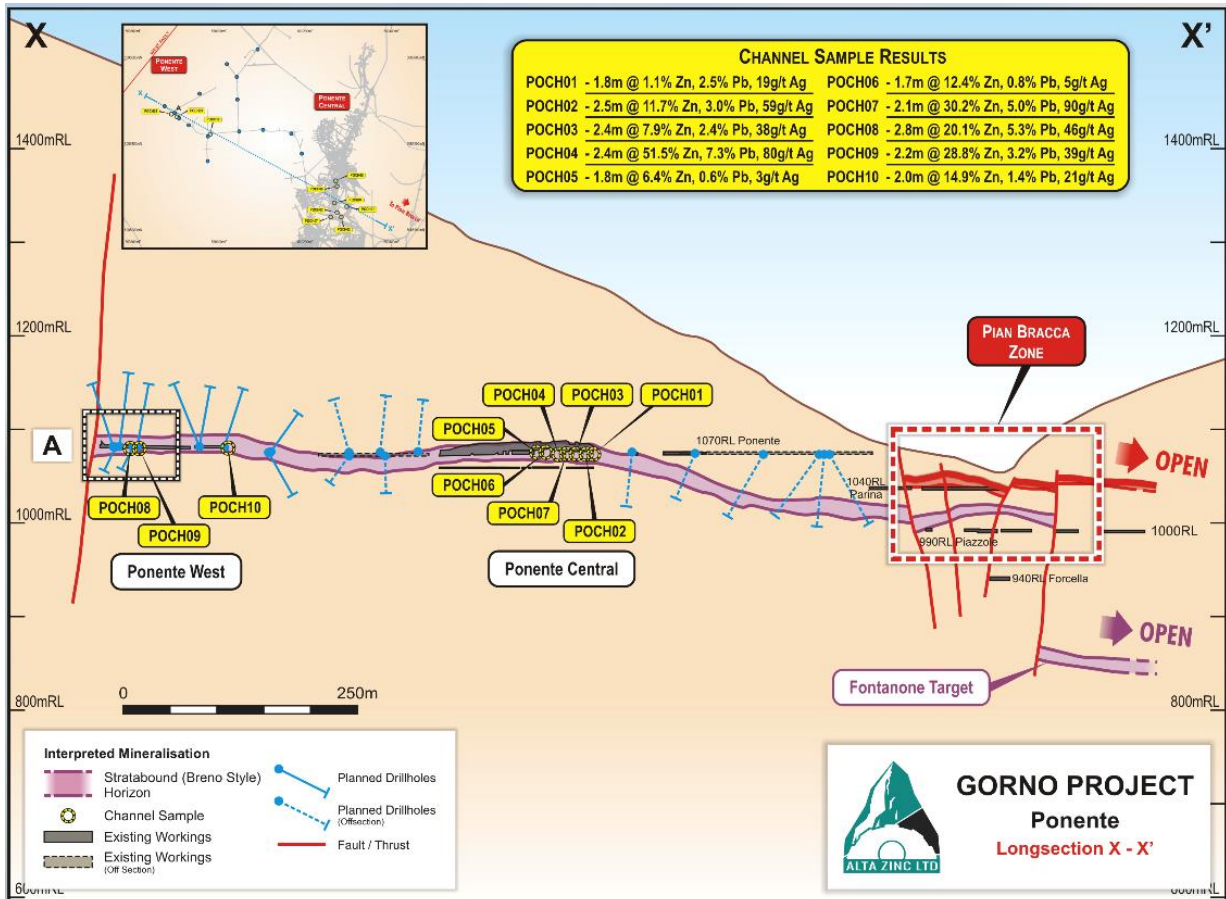 X
X'
WEST FAULT
PONENTE
WEST
PONENTE
CENTRAL
X
A
X'
To PIAN BRACCA
CHANNEL SAMPLE RESULTS
POCH01 - 1.8m @ 1.1% Zn, 2.5% Pb, 19g/t Ag
POCH06 - 1.7m @ 12.4% Zn, 0.8% Pb, 5g/t Ag
POCH02 - 2.5m @ 11.7% Zn, 3.0% Pb, 59g/t Ag
POCH07 - 2.1m @ 30.2% Zn, 5.0% Pb, 90g/t Ag
POCH03 - 2.4m @ 7.9% Zn, 2.4% Pb, 38g/t Ag
POCH08 - 2.8m @ 20.1% Zn, 5.3% Pb, 46g/t Ag
POCH04 - 2.4m @ 51.5% Zn, 7.3% Pb, 80g/t Ag
POCH09 - 2.2m @ 28.8% Zn, 3.2% Pb, 39g/t Ag
POCH05 - 1.8m @ 6.4% Zn, 0.6% Pb, 3g/t Ag
POCH10 - 2.0m @ 14.9% Zn, 1.4% Pb, 21g/t Ag
1400mRL
1400mRL
1200mRL
1200mRL
PIAN BRACCA
ZONE
POCH04
POCH03
POCH01
POCH05
A
1070RL Ponente
OPEN
1040RL
Parina
POCH06
POCH08
POCH10
POCH07
POCH02
POCH09
1000mRL
1000RL
990RL Piazzole
Ponente West
Ponente Central
940RL Forcella
OPEN
Fontanone Target
0
250m
800mRL
800mRL
Interpreted Mineralisation
Stratabound (Breno Style)
Horizon
Channel Sample
Existing Workings
Existing Workings
(Off Section)
Planned Drillholes
Planned Drillholes
(Offsection)
Fault / Thrust
ALTA ZINC LTD
GORNO PROJECT
Ponente
Longsection X - X'
600mRL
600mRL